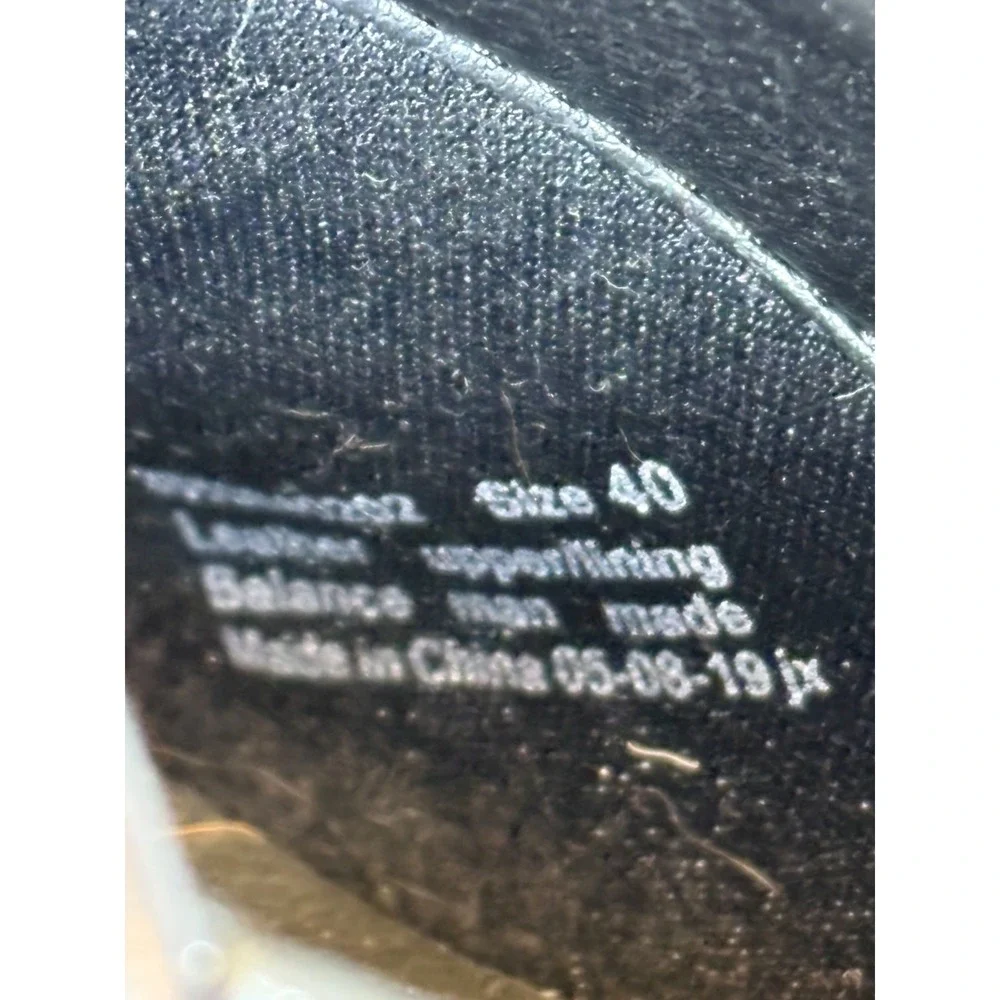 Size 40
Leather upper/lining
Balance man made
Made in China 05-08-19 jx